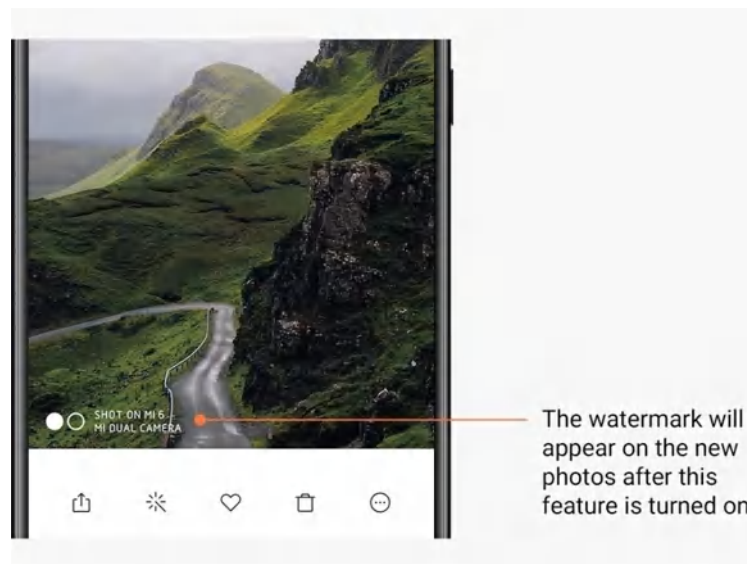 SHOT ON MI 6
MI DUAL CAMERA
The watermark will
appear on the new
photos after this
feature is turned on